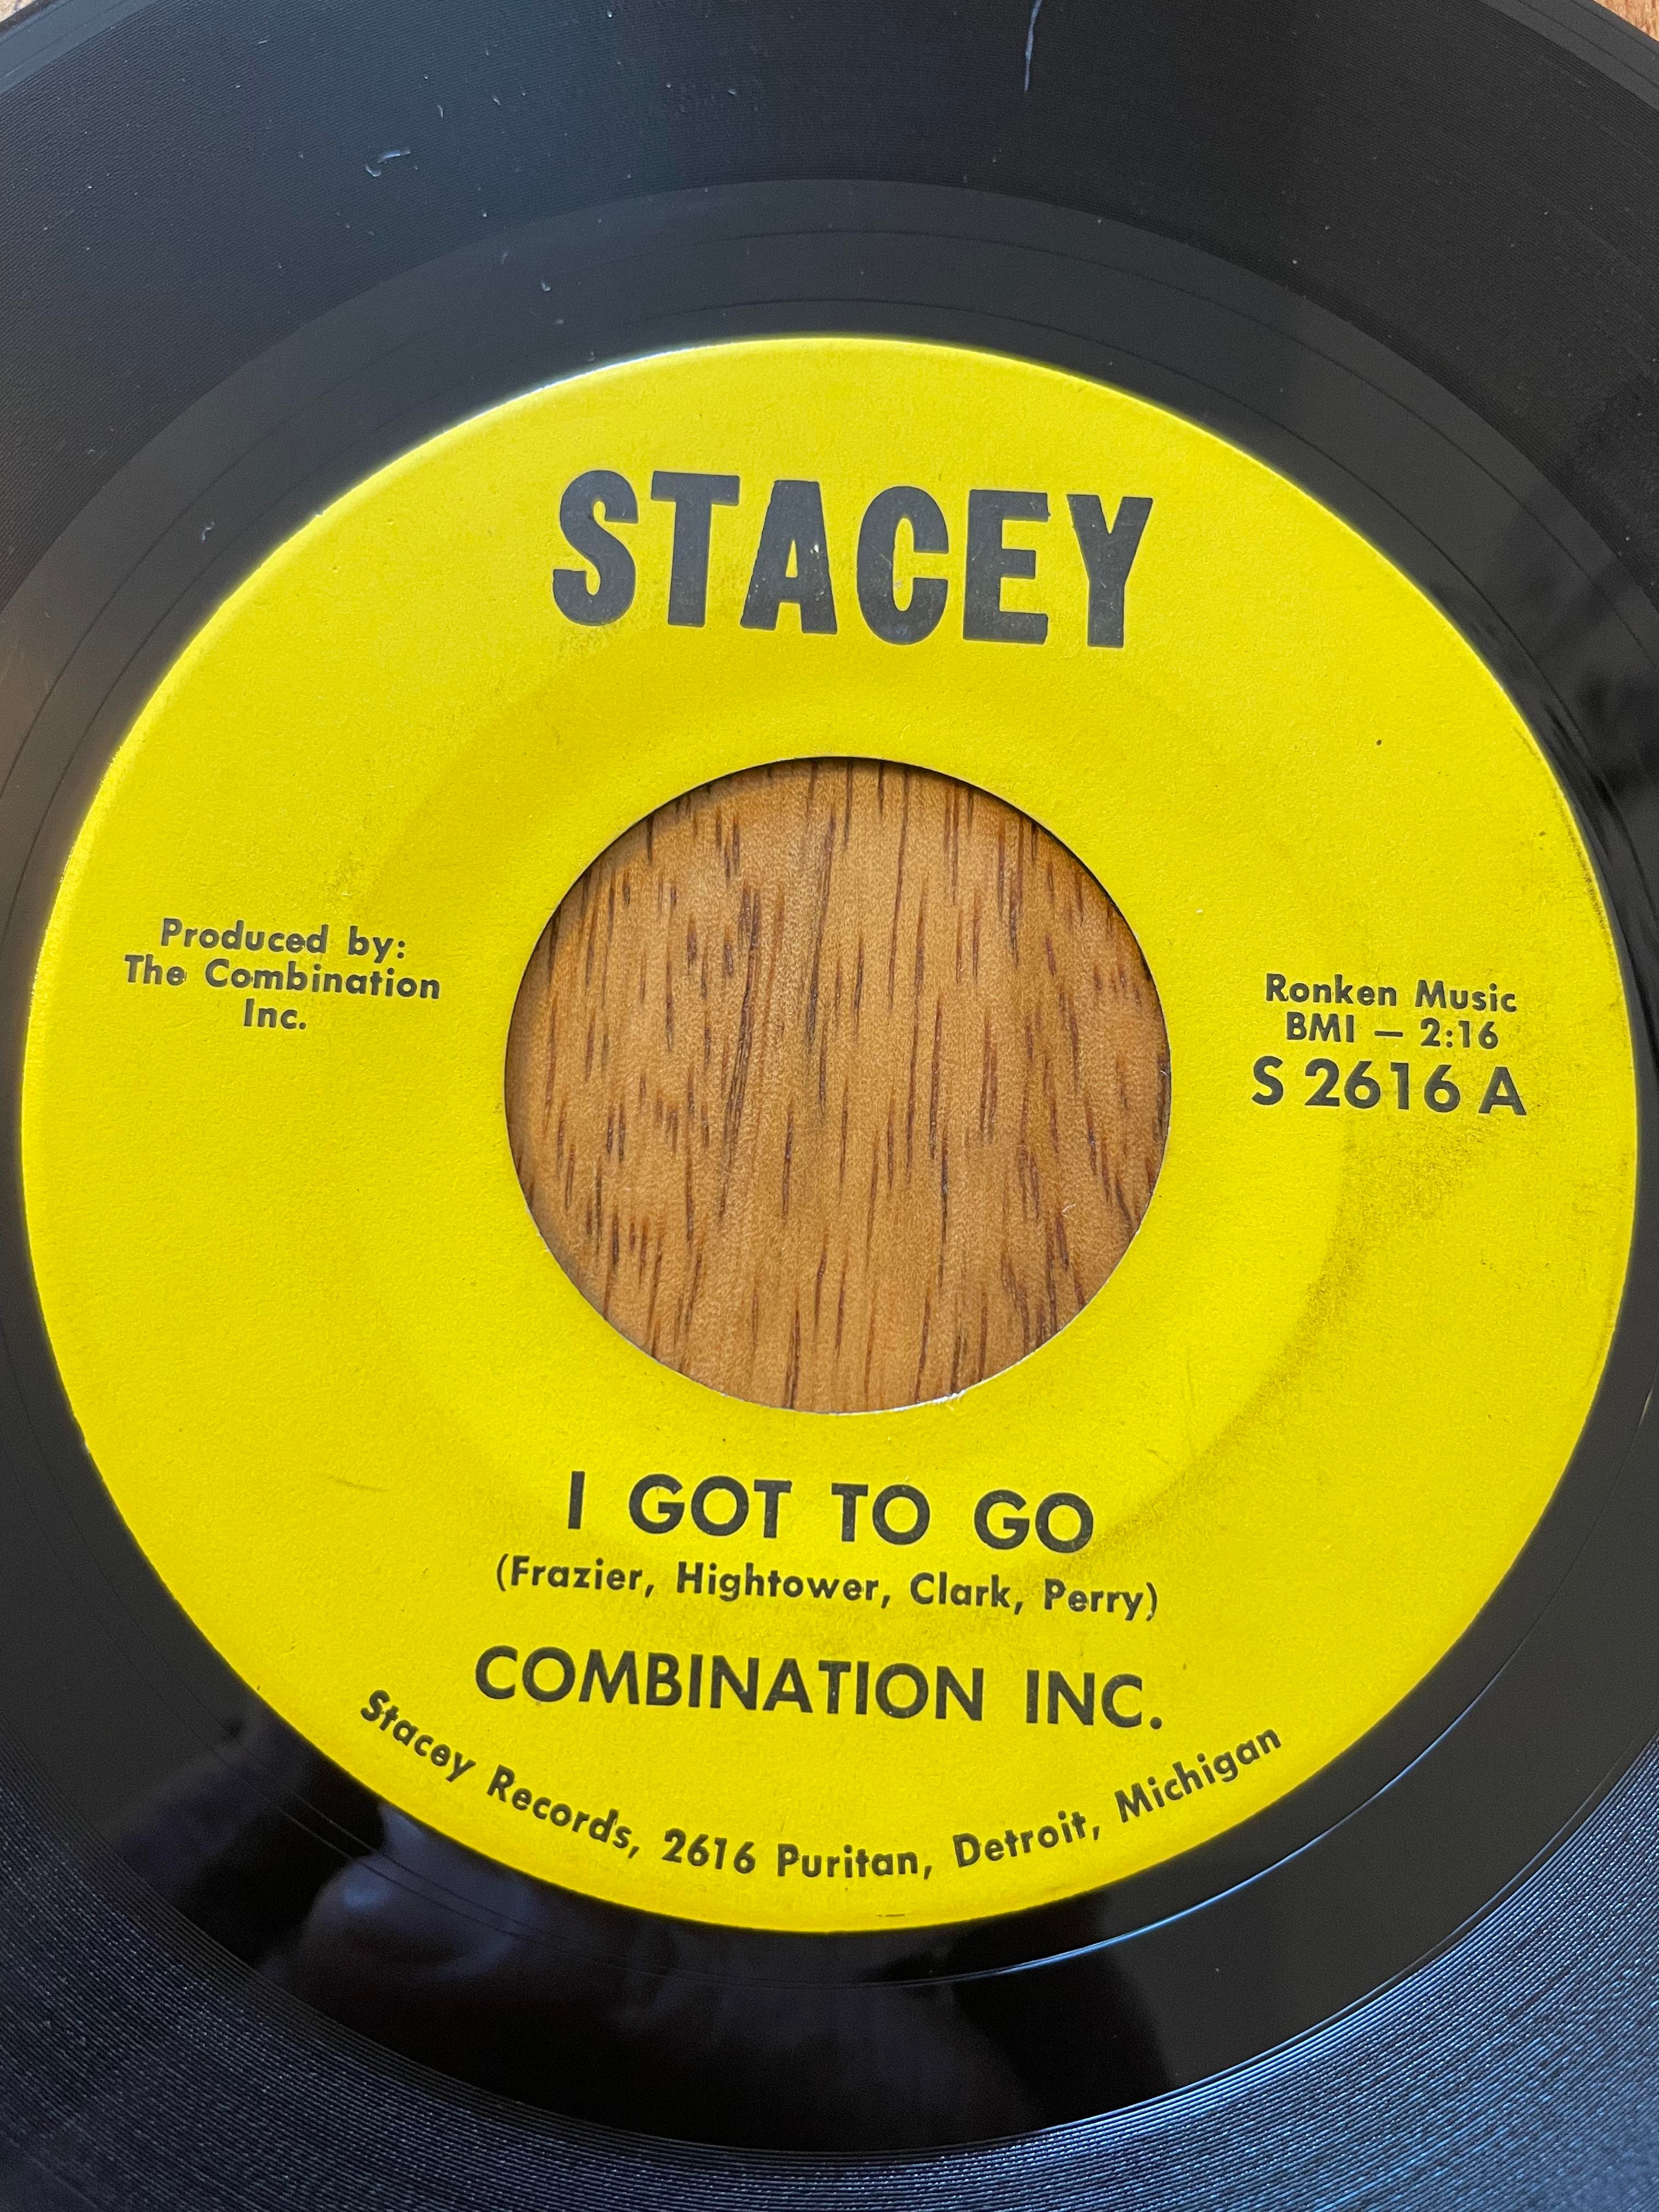 STACEY
Produced by:
The Combination
Inc.
Ronken Music
BMI — 2:16
S 2616 A
I GOT TO GO
(Frazier, Hightower, Clark, Perry)
COMBINATION INC.
Stacey Records, 2616 Puritan, Detroit, Michigan